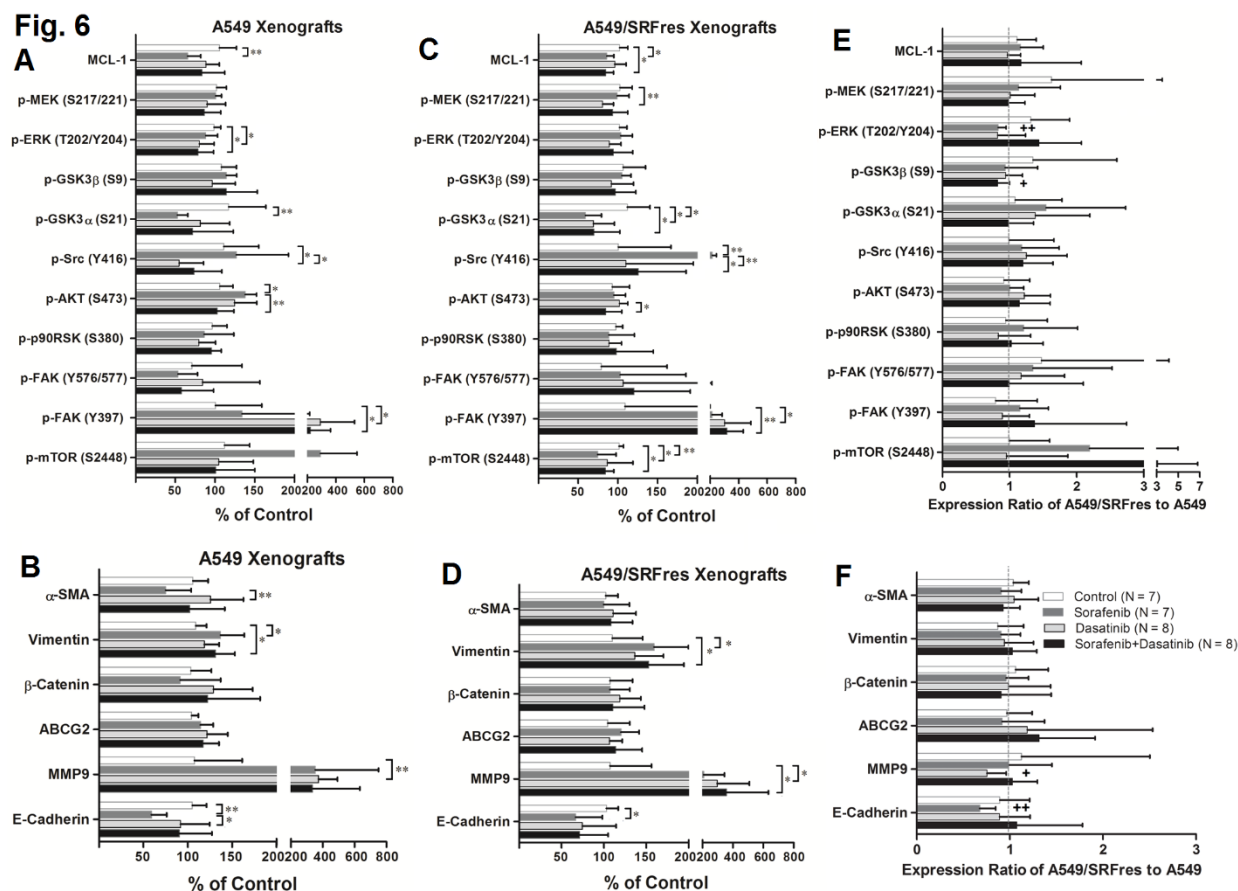 Fig. 6
A
A549 Xenografts
MCL-1
**
p-MEK (S217/221)
p-ERK (T202/Y204)
* *
p-GSK3β (S9)
p-GSK3α (S21)
**
p-Src (Y416)
* *
p-AKT (S473)
*
**
p-p90RSK (S380)
p-FAK (Y576/577)
p-FAK (Y397)
* *
p-mTOR (S2448)
50 100 150 200
200 400 600 800
% of Control
C
A549/SRFres Xenografts
MCL-1
* *
p-MEK (S217/221)
**
p-ERK (T202/Y204)
p-GSK3β (S9)
p-GSK3α (S21)
* * *
p-Src (Y416)
**
* **
p-AKT (S473)
*
p-p90RSK (S380)
p-FAK (Y576/577)
p-FAK (Y397)
** *
p-mTOR (S2448)
* * **
50 100 150 200
200 400 600 800
% of Control
E
MCL-1
p-MEK (S217/221)
p-ERK (T202/Y204)
++
p-GSK3β (S9)
+
p-GSK3α (S21)
p-Src (Y416)
p-AKT (S473)
p-p90RSK (S380)
p-FAK (Y576/577)
p-FAK (Y397)
p-mTOR (S2448)
0 1 2 3
3 5 7
Expression Ratio of A549/SRFres to A549
B
A549 Xenografts
α-SMA
**
Vimentin
* *
β-Catenin
ABCG2
MMP9
**
E-Cadherin
**
*
50 100 150 200
200 400 600 800
% of Control
D
A549/SRFres Xenografts
α-SMA
Vimentin
* *
β-Catenin
ABCG2
MMP9
* *
E-Cadherin
*
50 100 150 200
200 400 600 800
% of Control
F
α-SMA
Vimentin
β-Catenin
ABCG2
MMP9
+
E-Cadherin
++
0 1 2 3
Expression Ratio of A549/SRFres to A549
Control (N = 7)
Sorafenib (N = 7)
Dasatinib (N = 8)
Sorafenib+Dasatinib (N = 8)